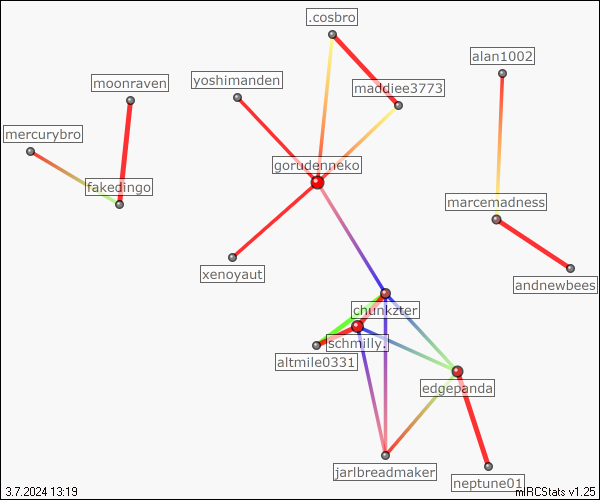 .cosbro
alan1002
moonraven
yoshimanden
maddiee3773
mercurybro
gorudenneko
fakedingo
marcemadness
xenoyaut
andnewbees
chunkzter
schmilly.
altmile0331
edgepanda
jarlbreadmaker
neptune01
3.7.2024 13:19
mIRCStats v1.25